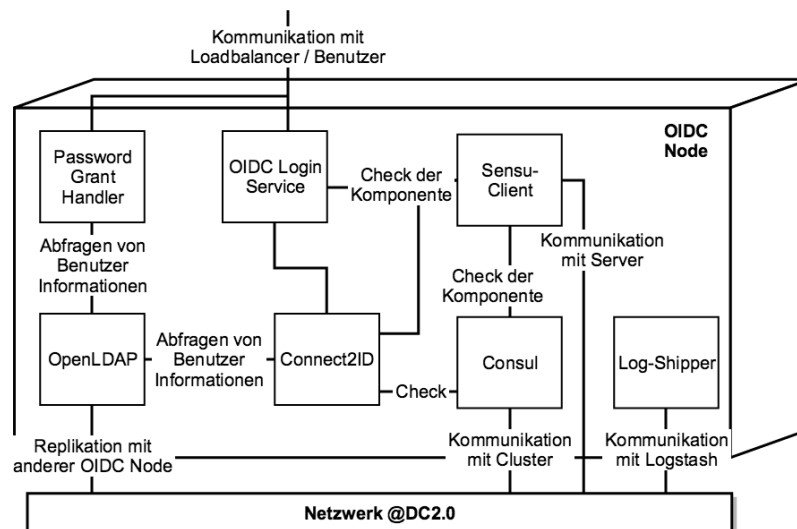 Kommunikation mit
Loadbalancer / Benutzer
OIDC
Node
Password
Grant
Handler
OIDC Login
Service
Check der
Komponente
Sensu-
Client
Abfragen von
Benutzer
Informationen
Kommunikation
mit Server
Check der
Komponente
OpenLDAP
Abfragen von
Benutzer
Informationen
Connect2ID
Check
Consul
Log-Shipper
Replikation mit
anderer OIDC Node
Kommunikation
mit Cluster
Kommunikation
mit Logstash
Netzwerk @DC2.0